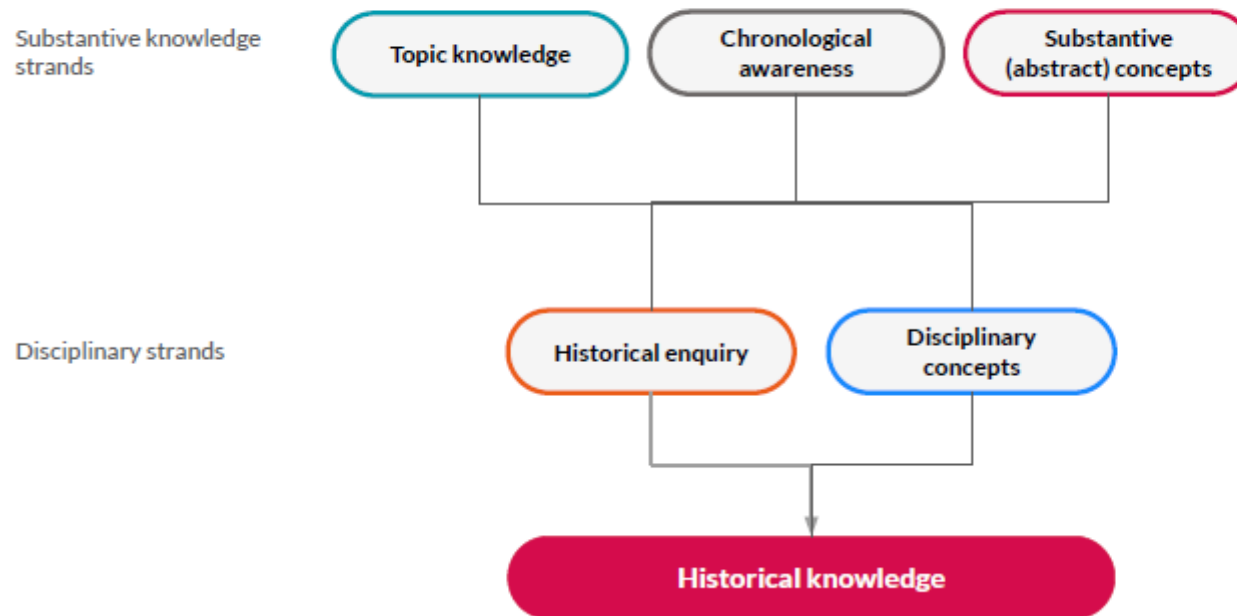 Substantive knowledge
strands
Topic knowledge
Chronological
awareness
Substantive
(abstract) concepts
Disciplinary strands
Historical enquiry
Disciplinary
concepts
Historical knowledge